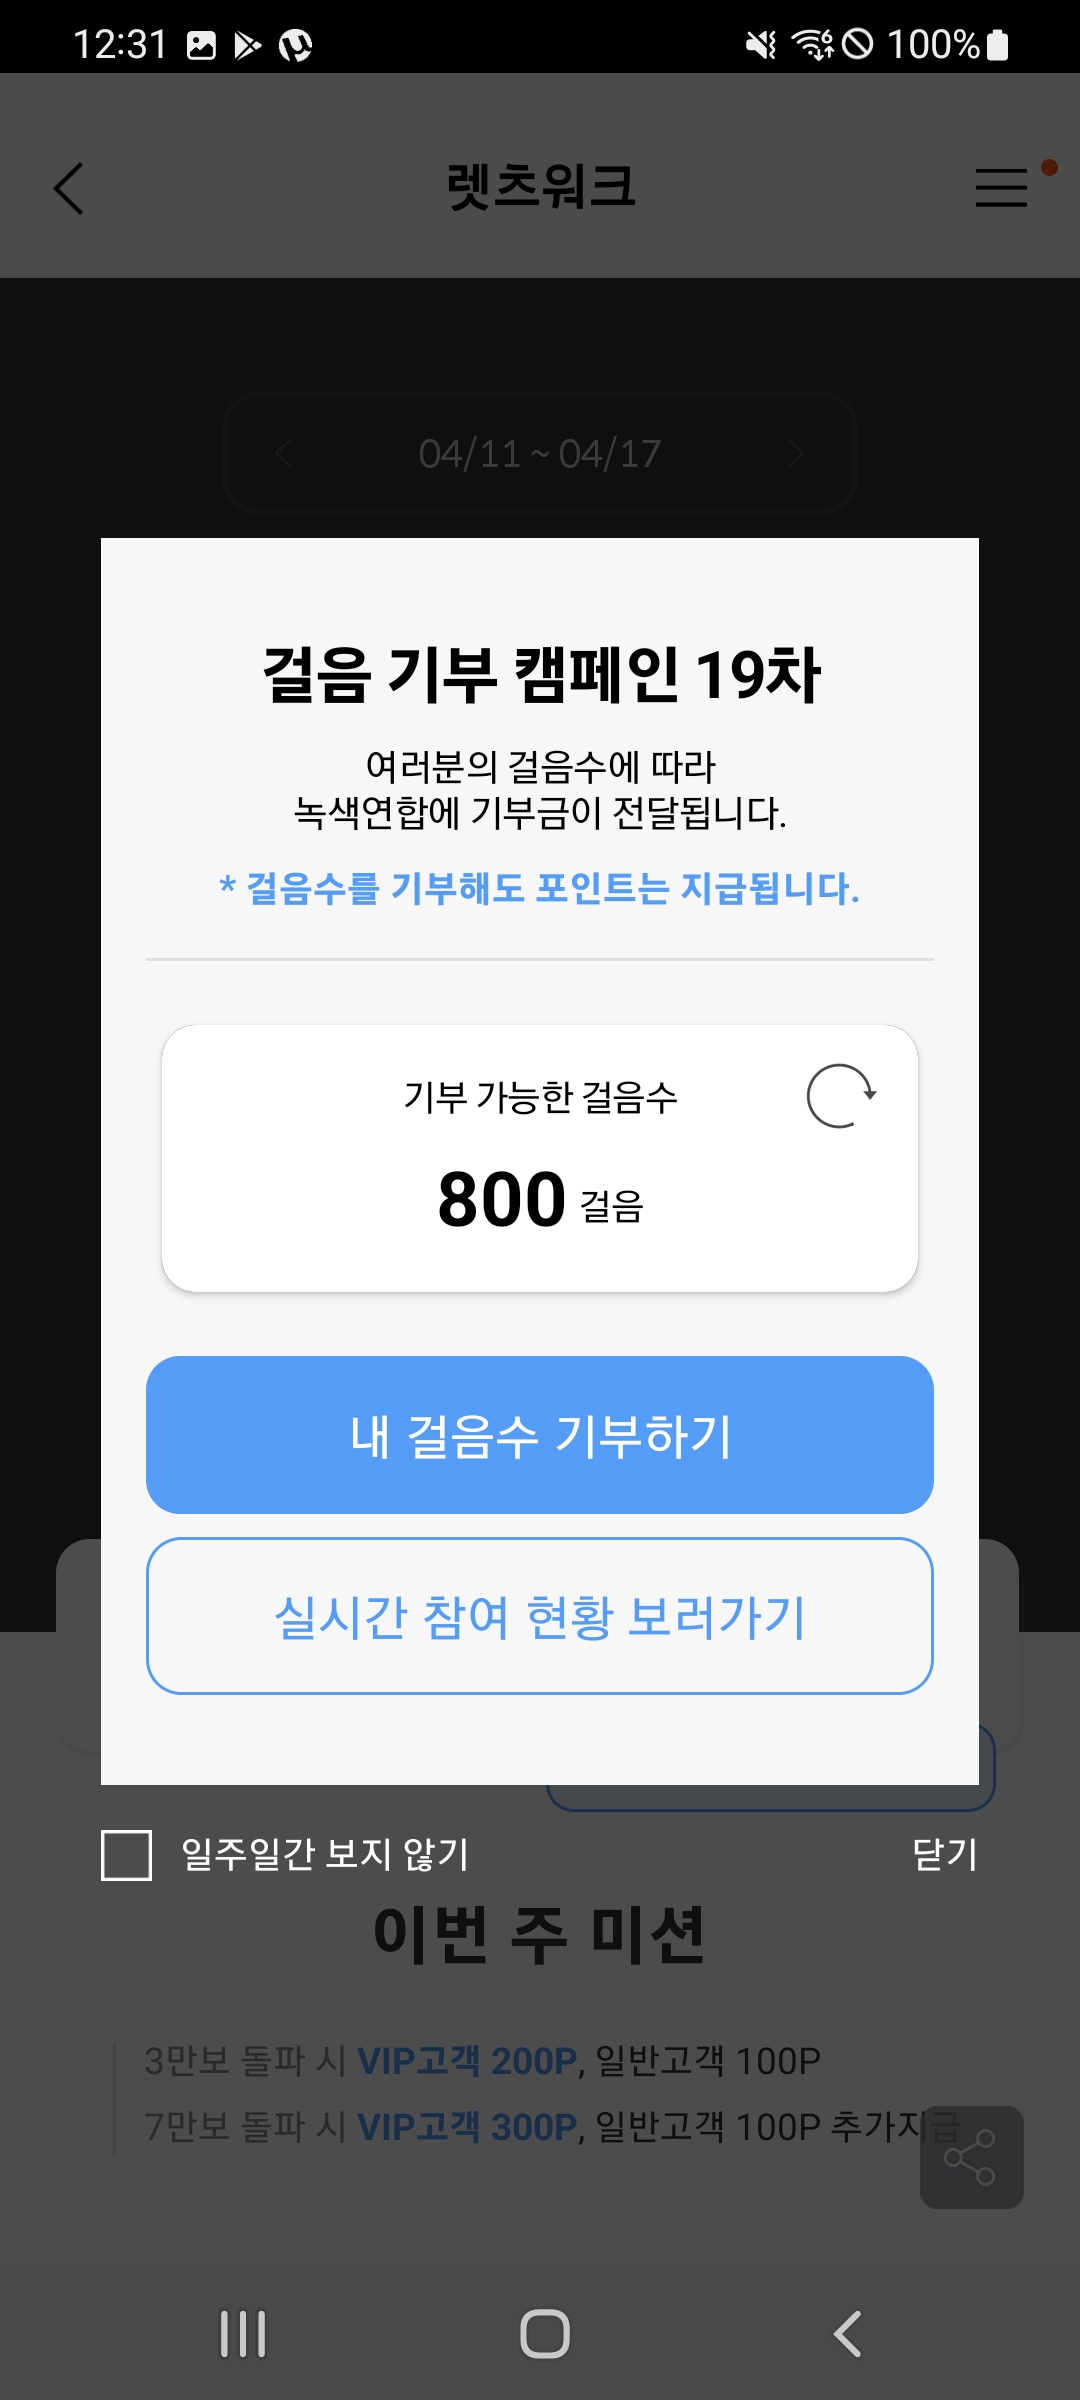 12:31
6
100%
렛츠워크
04/11 ~ 04/17
걸음 기부 캠페인 19차
여러분의 걸음수에 따라
녹색연합에 기부금이 전달됩니다.
* 걸음수를 기부해도 포인트는 지급됩니다.
기부 가능한 걸음수
800 걸음
내 걸음수 기부하기
실시간 참여 현황 보러가기
일주일간 보지 않기
닫기
이번 주 미션
3만보 돌파 시 VIP고객 200P, 일반고객 100P
7만보 돌파 시 VIP고객 300P, 일반고객 100P 추가지급